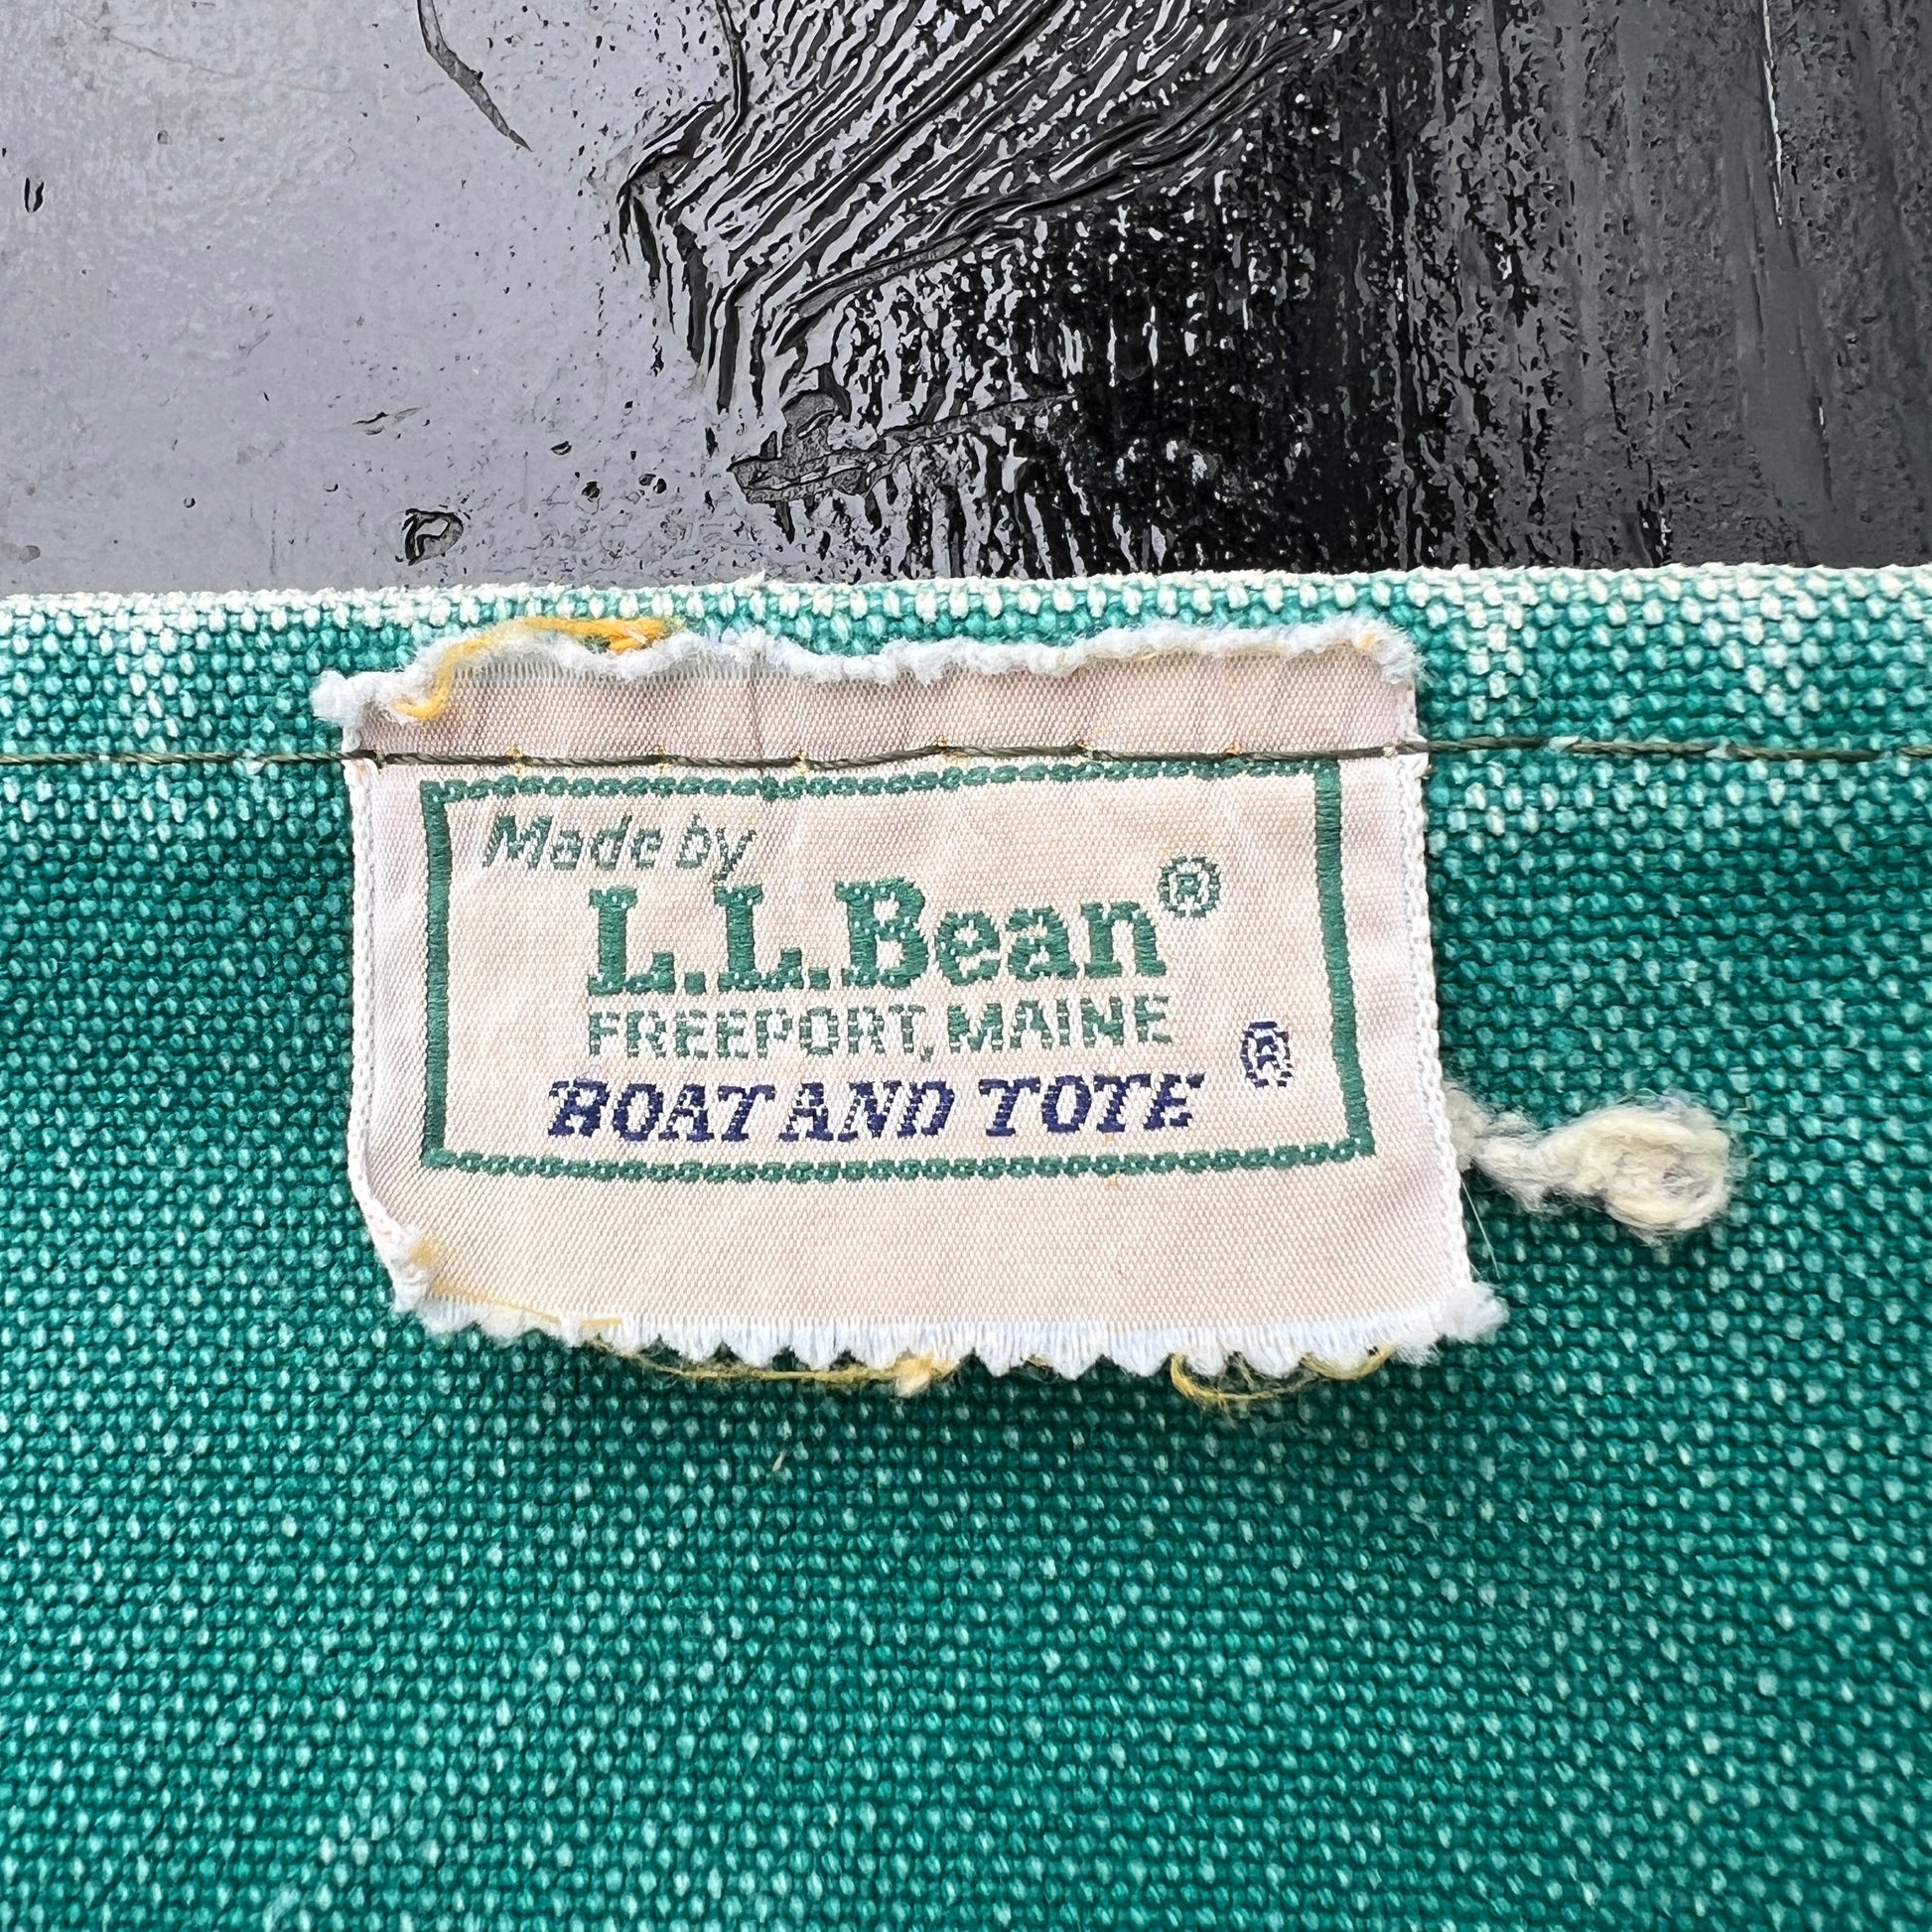 Made by
L.L.Bean®
FREEPORT, MAINE
BOAT AND TOTE ®